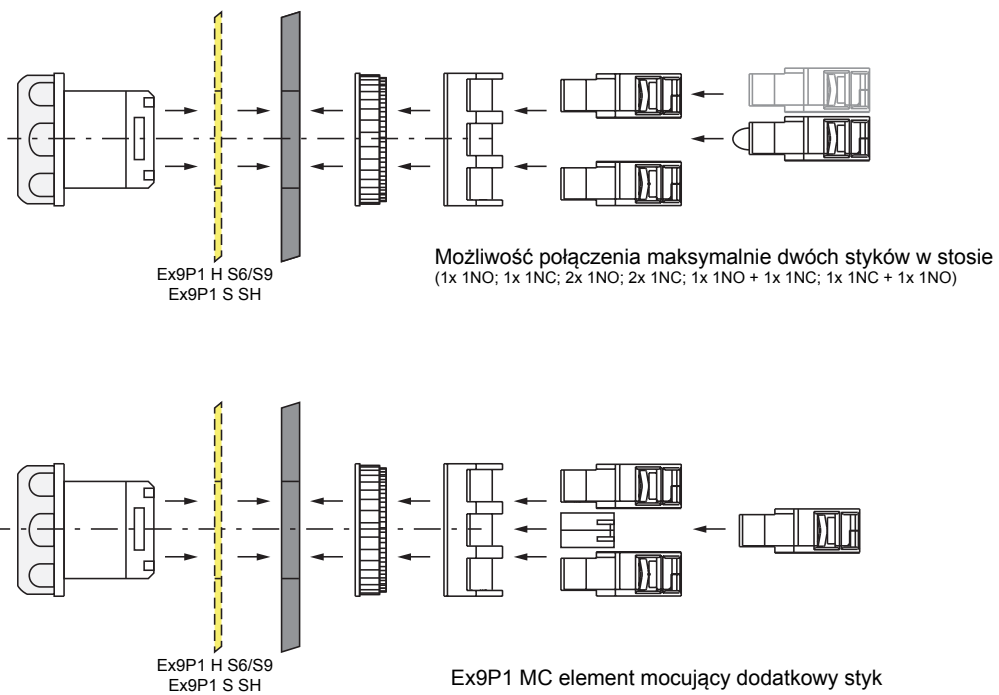 Ex9P1 H S6/S9
Ex9P1 S SH
Możliwość połączenia maksymalnie dwóch styków w stosie
(1x 1NO; 1x 1NC; 2x 1NO; 2x 1NC; 1x 1NO + 1x 1NC; 1x 1NC + 1x 1NO)
Ex9P1 H S6/S9
Ex9P1 S SH
Ex9P1 MC element mocujący dodatkowy styk